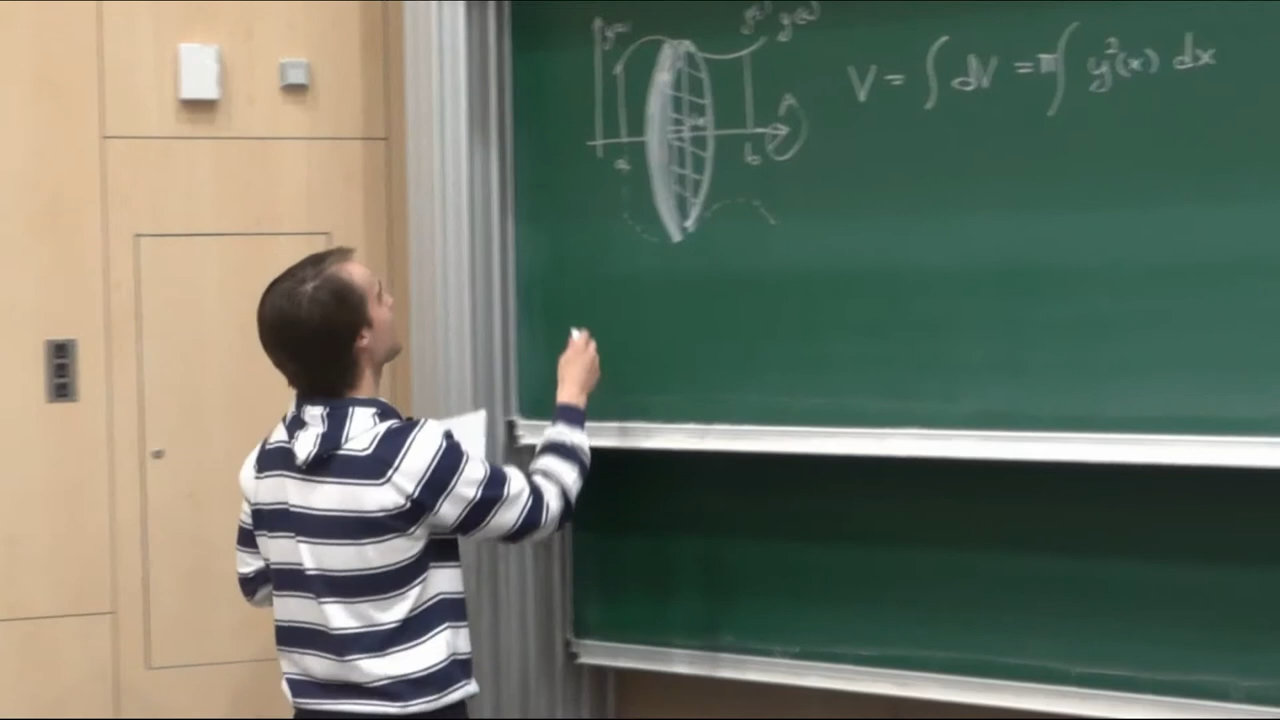 y(x)
V = ∫ dV = π∫ y²(x) dx
a
b